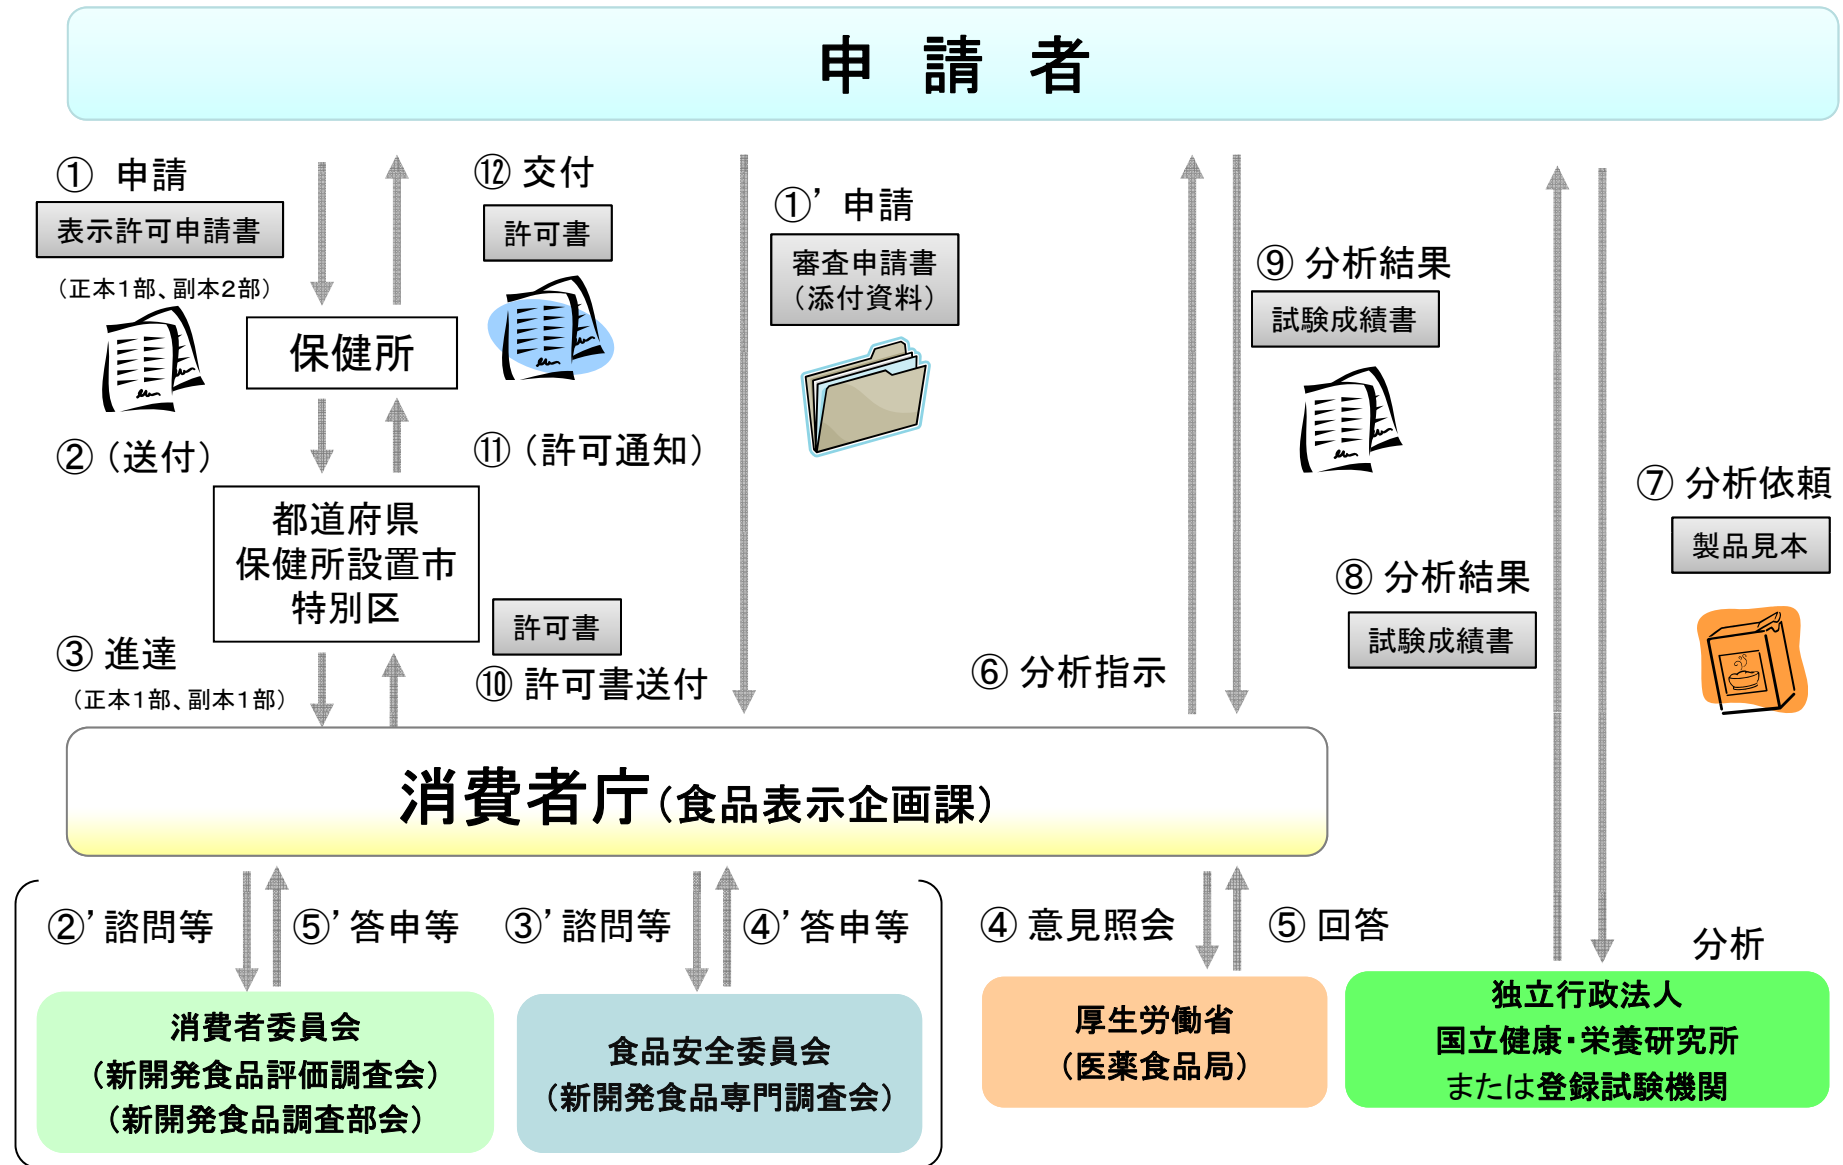 申 請 者
① 申請
表示許可申請書
（正本１部、副本２部）
⑫ 交付
許可書
①’ 申請
審査申請書
（添付資料）
⑨ 分析結果
試験成績書
保健所
②（送付）
⑪（許可通知）
都道府県
保健所設置市
特別区
⑦ 分析依頼
製品見本
⑧ 分析結果
試験成績書
許可書
⑩ 許可書送付
③ 進達
（正本１部、副本１部）
⑥ 分析指示
消費者庁（食品表示企画課）
②’ 諮問等
⑤’ 答申等
③’ 諮問等
④’ 答申等
④ 意見照会
⑤ 回答
分析
消費者委員会
（新開発食品評価調査会）
（新開発食品調査部会）
食品安全委員会
（新開発食品専門調査会）
厚生労働省
（医薬食品局）
独立行政法人
国立健康・栄養研究所
または登録試験機関